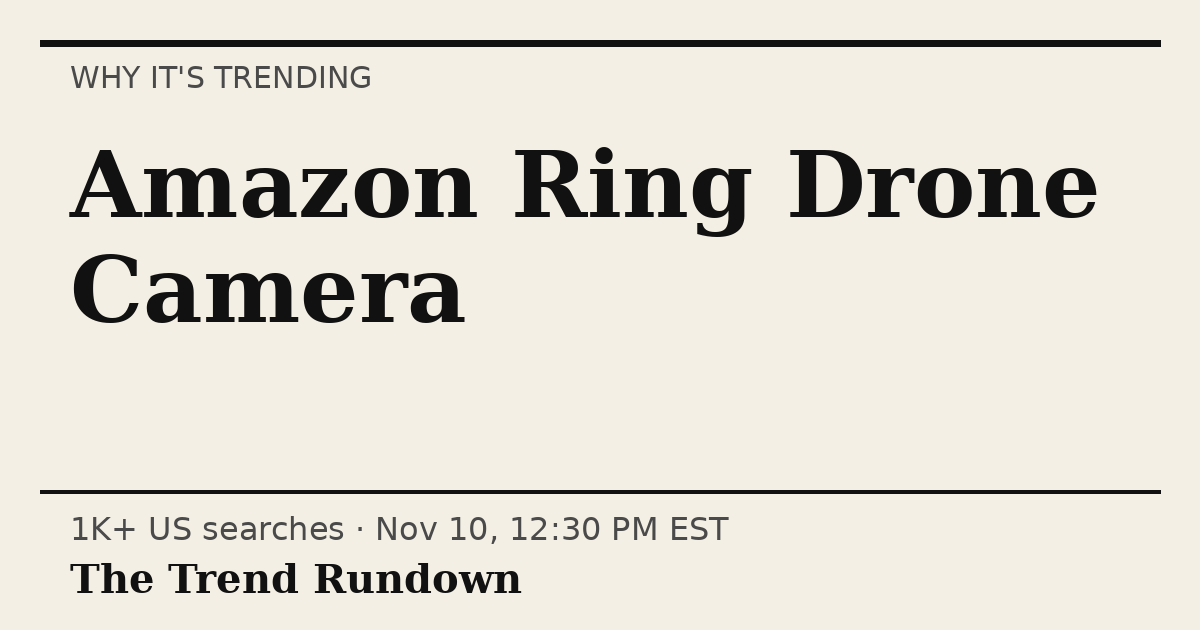 WHY IT'S TRENDING
Amazon Ring Drone
Camera
1K+ US searches · Nov 10, 12:30 PM EST
The Trend Rundown